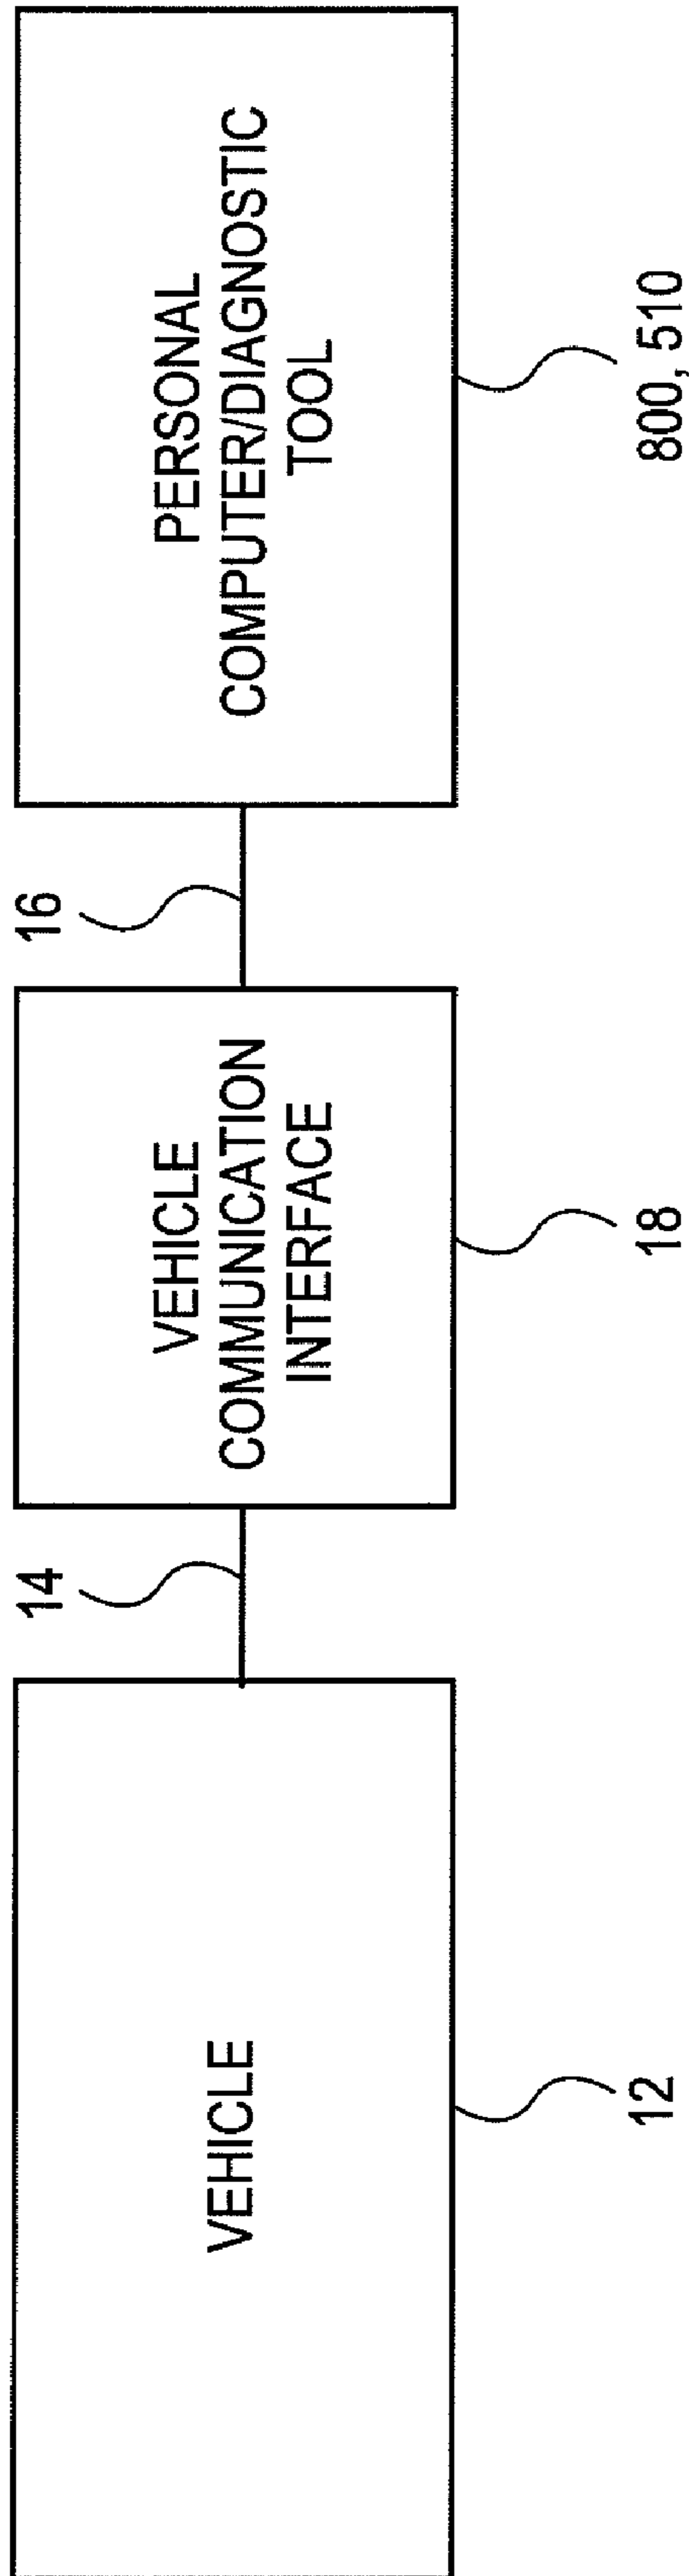 VEHICLE
12
14
VEHICLE
COMMUNICATION
INTERFACE
18
16
PERSONAL
COMPUTER/DIAGNOSTIC
TOOL
800, 510